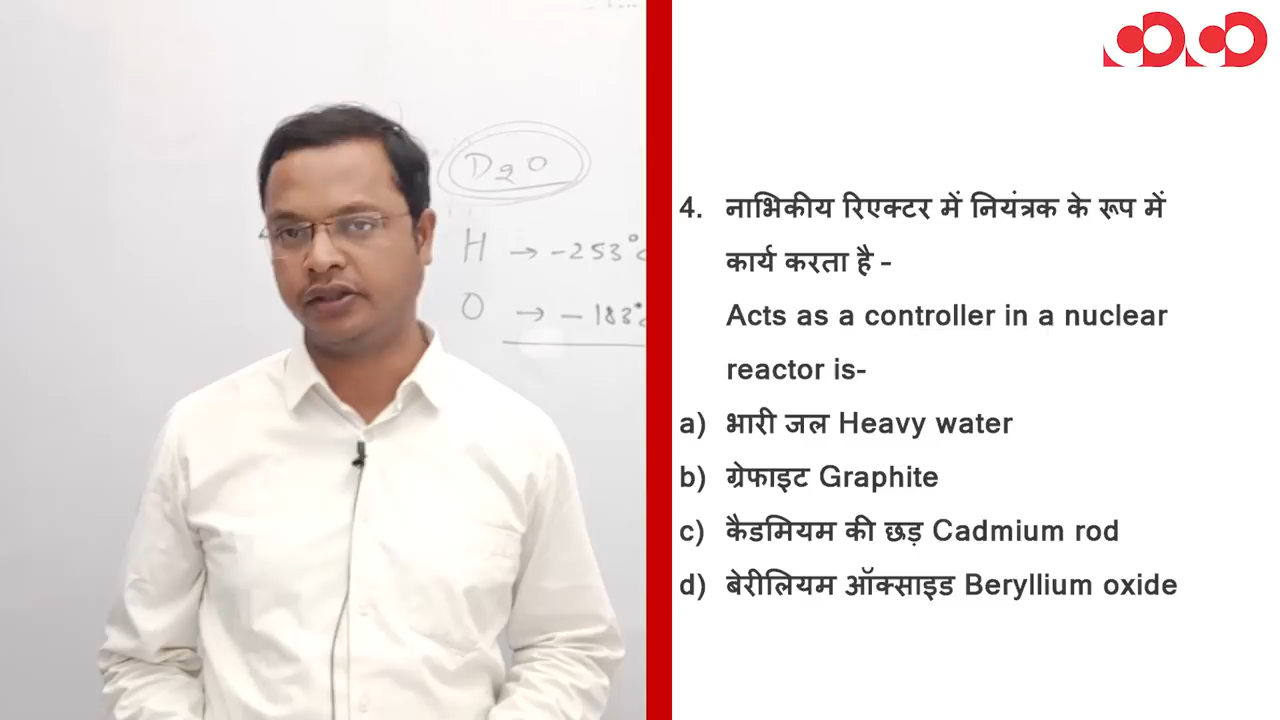 D2O
H → -253°c
O → - 183°c
4. नाभिकीय रिएक्टर में नियंत्रक के रूप में
कार्य करता है -
Acts as a controller in a nuclear
reactor is-
a) भारी जल Heavy water
b) ग्रेफाइट Graphite
c) कैडमियम की छड़ Cadmium rod
d) बेरीलियम ऑक्साइड Beryllium oxide